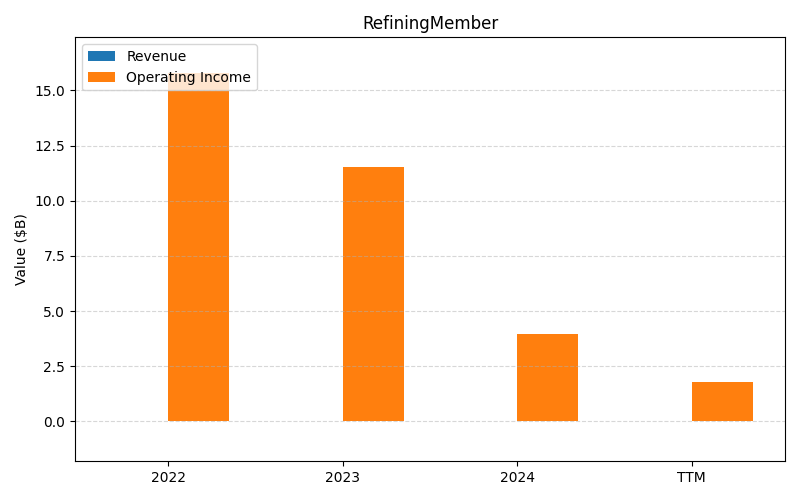 RefiningMember
Revenue
Operating Income
Value ($B)
15.0
12.5
10.0
7.5
5.0
2.5
0.0
2022 2023 2024 TTM